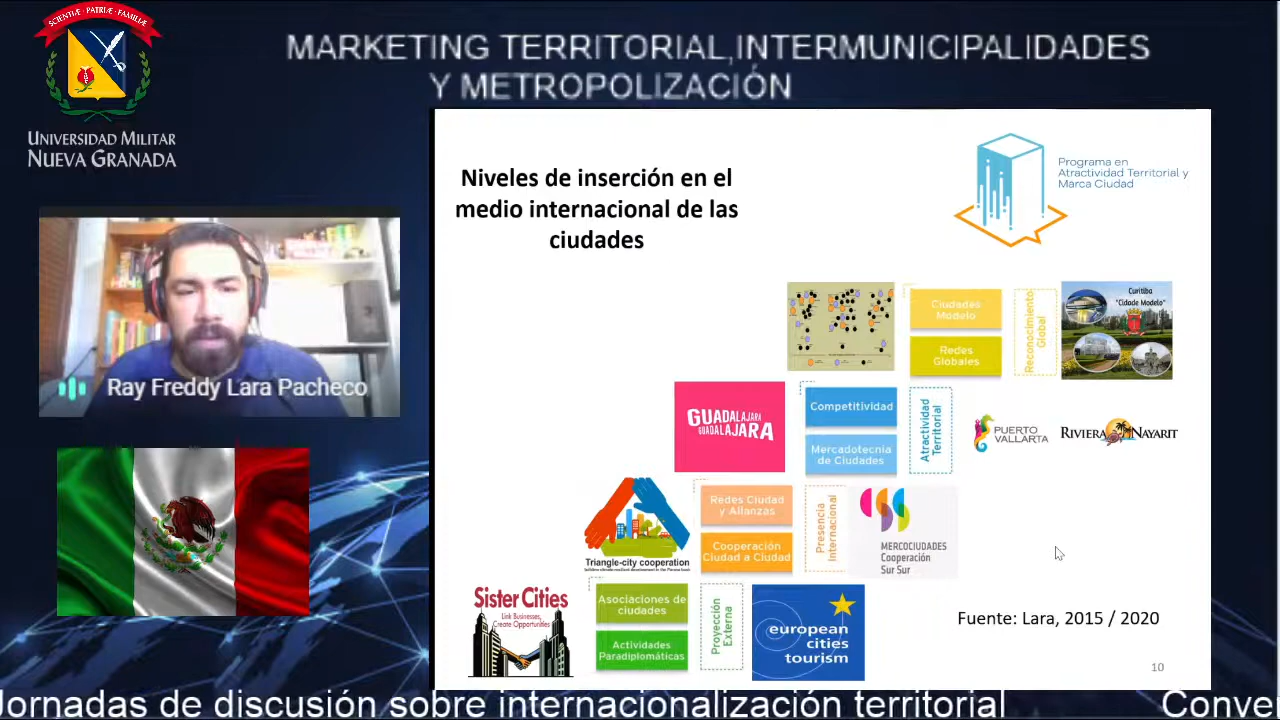 SCIENTIÆ - PATRIÆ - FAMILIÆ
UNIVERSIDAD MILITAR
NUEVA GRANADA
MARKETING TERRITORIAL,INTERMUNICIPALIDADES
Y METROPOLIZACIÓN
Ray Freddy Lara Pacheco
Niveles de inserción en el
medio internacional de las
ciudades
Programa en
Atractividad Territorial y
Marca Ciudad
Ciudades
Modelo
Redes
Globales
Reconocimiento
Global
Curitiba
"Cidade Modelo"
GUADALAJARA
GUADALAJARA
Competitividad
Mercadotecnia
de Ciudades
Atractividad
Territorial
PUERTO
VALLARTA
RIVIERA NAYARIT
Triangle-city cooperation
Redes Ciudad
y Alianzas
Cooperación
Ciudad a Ciudad
Presencia
Internacional
MERCOCIUDADES
Cooperación
Sur Sur
Sister Cities
Link Businesses,
Create Opportunities
Asociaciones de
ciudades
Actividades
Paradiplomáticas
Proyección
Externa
european
cities
tourism
Fuente: Lara, 2015 / 2020
10
Jornadas de discusión sobre internacionalización territorial
Conve